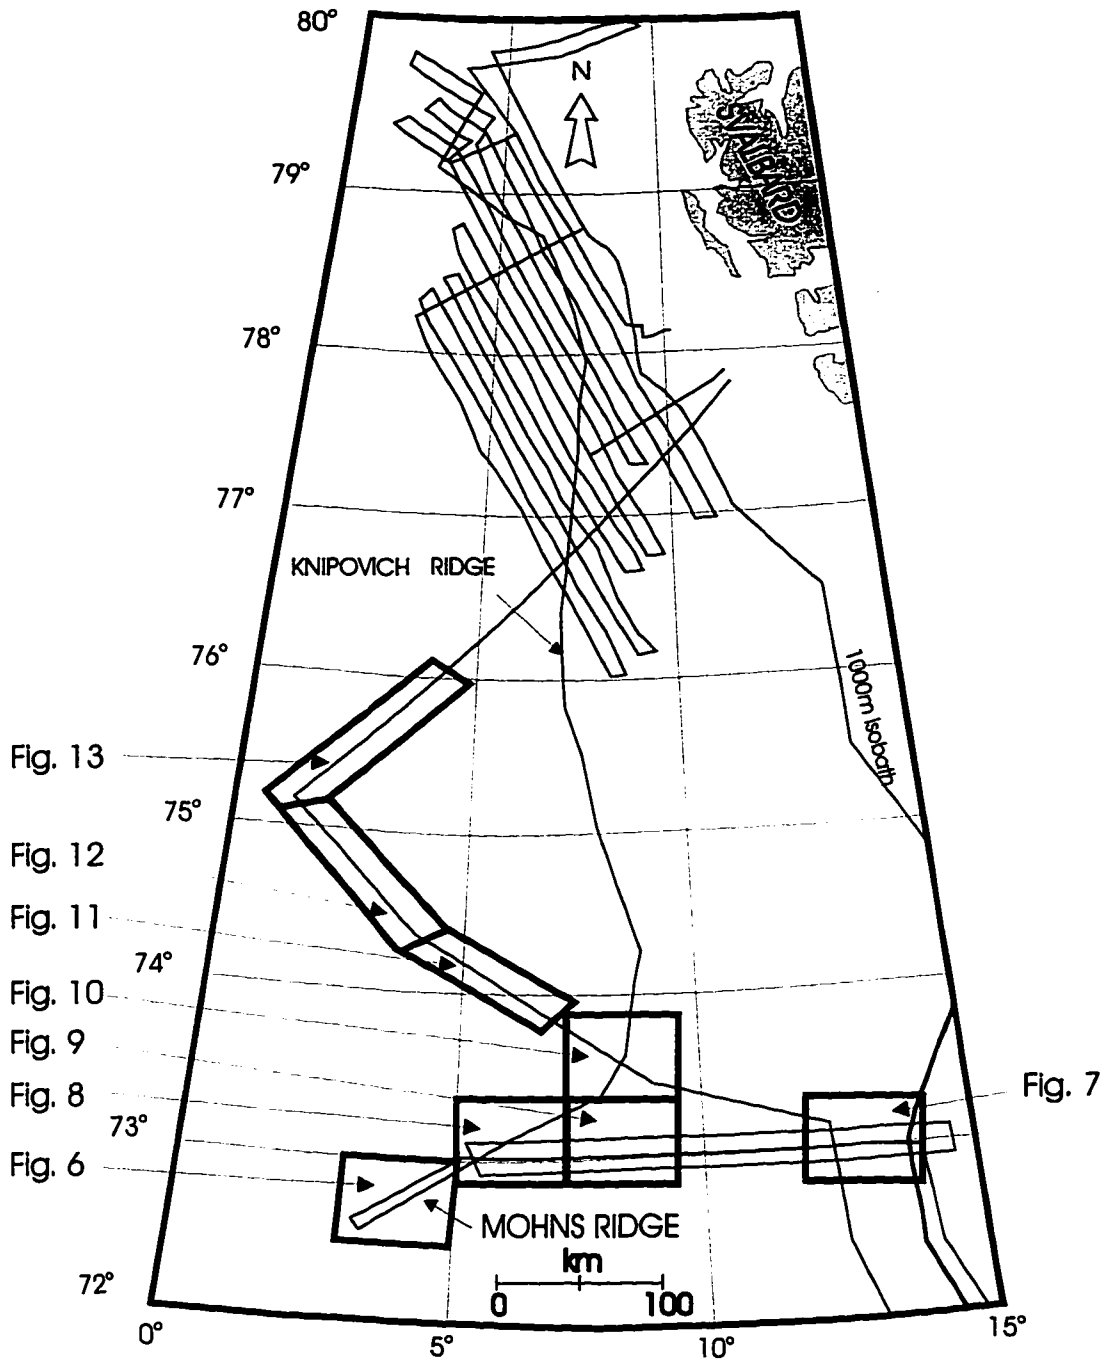 80°
N
SVALBARD
79°
78°
77°
KNIPOVICH RIDGE
76°
1000m Isobath
Fig. 13
75°
Fig. 12
Fig. 11
74°
Fig. 10
Fig. 9
Fig. 8
Fig. 7
73°
Fig. 6
MOHNS RIDGE
km
0 100
72°
0°
5°
10°
15°